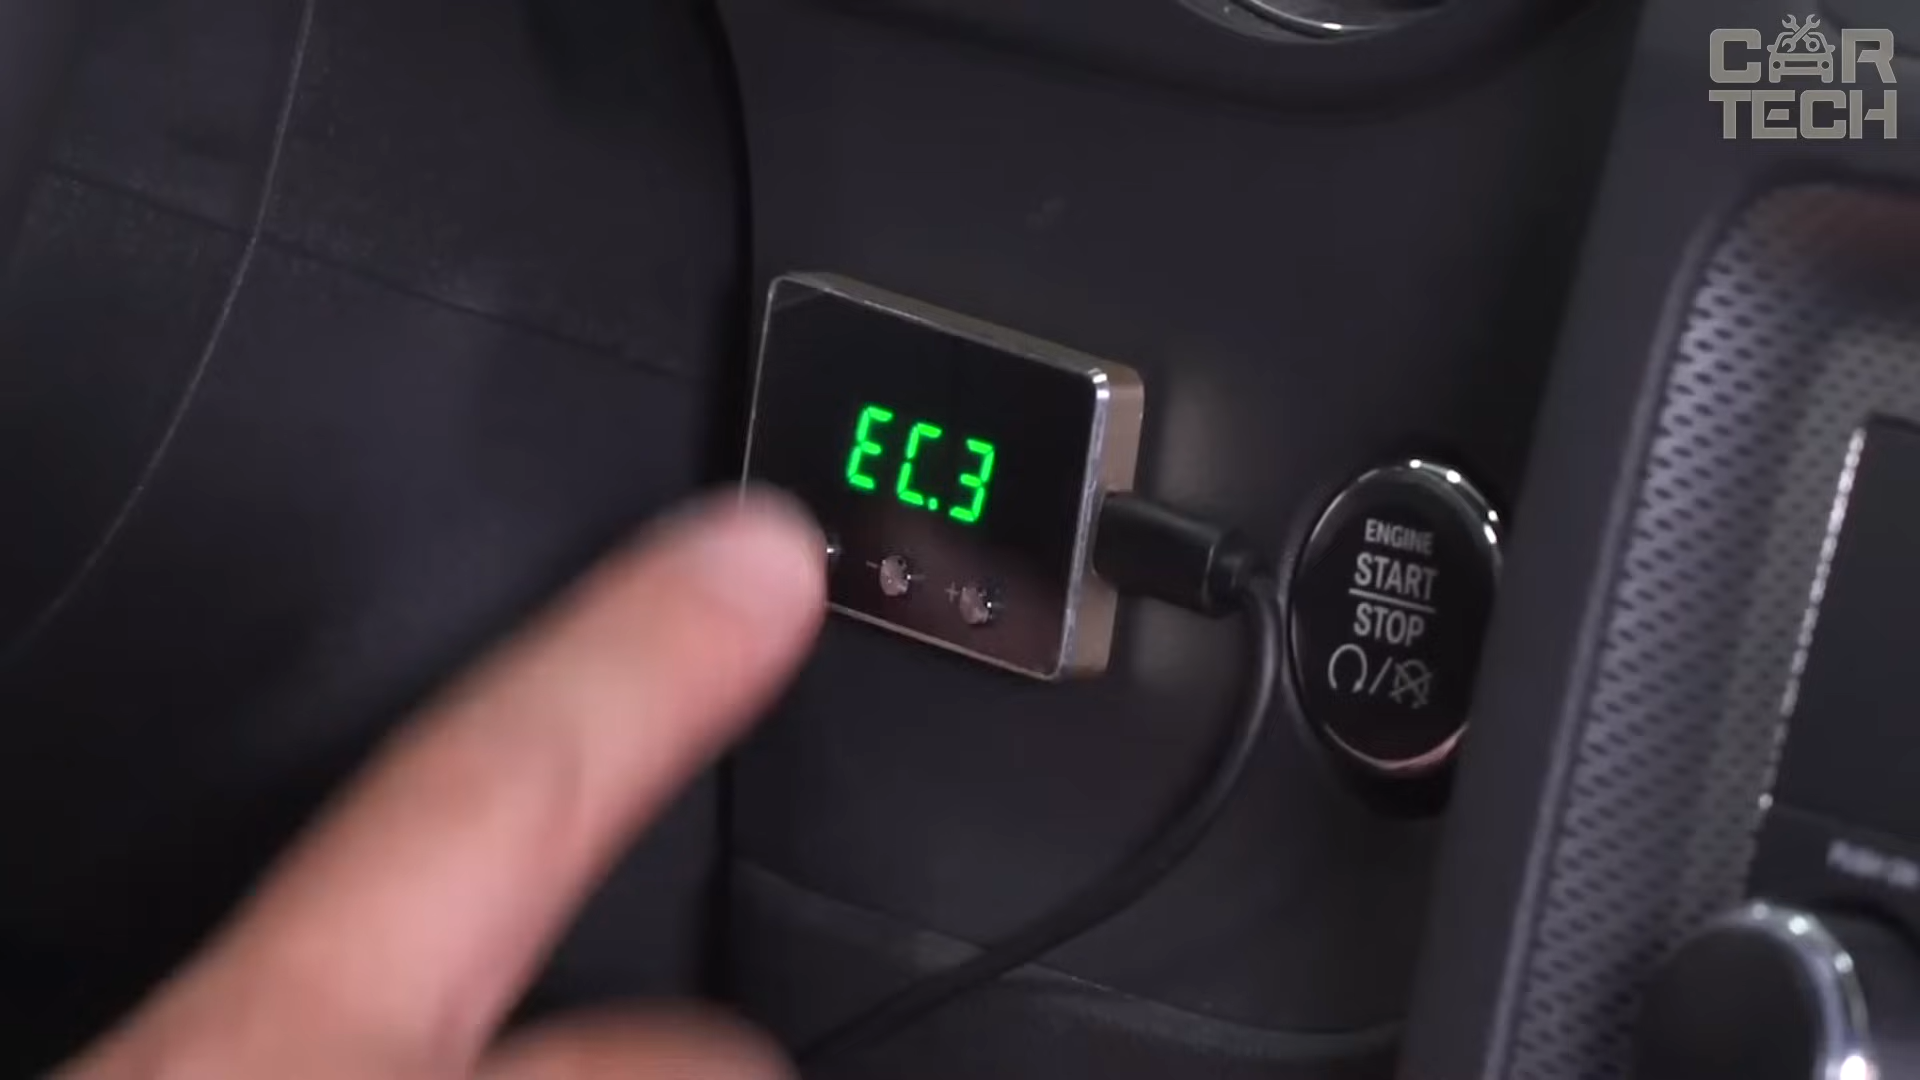 CAR
TECH
EC.3
- +
ENGINE
START
STOP